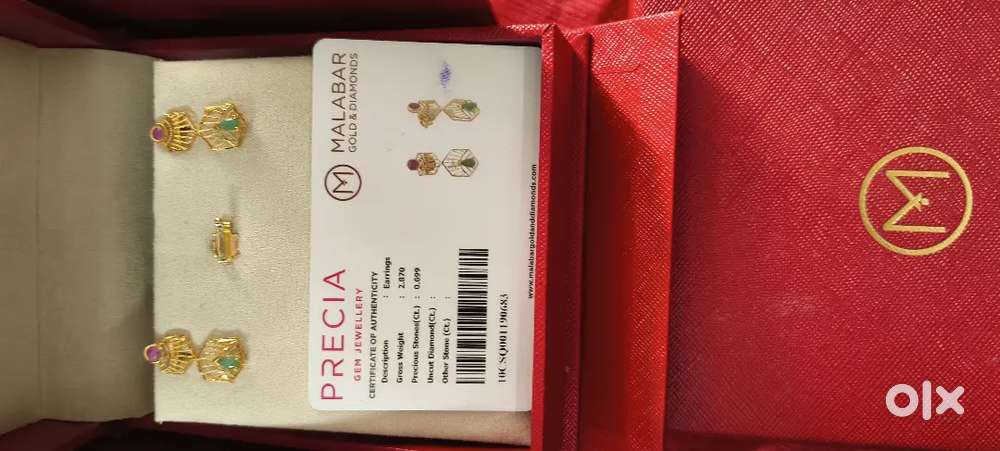 M
MALABAR
GOLD & DIAMONDS
PRECIA
GEM JEWELLERY
CERTIFICATE OF AUTHENTICITY
Description : Earrings
Gross Weight : 2.870
Precious Stones(Ct.) : 0.699
Uncut Diamond(Ct.) :
Other Stone (Ct.) :
10CSQ001190683
www.malabargoldanddiamonds.com
M
olx